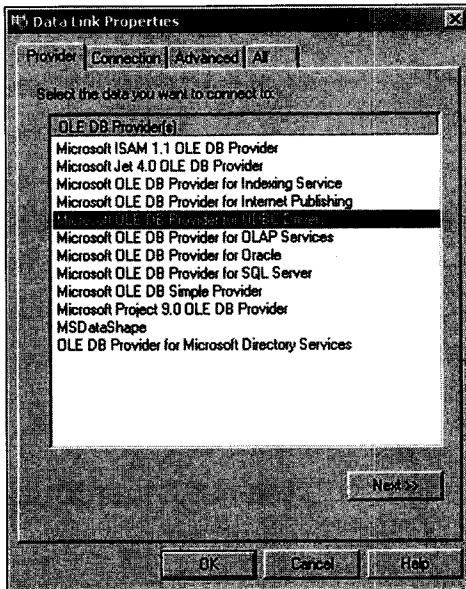 Data Link Properties
Provider Connection Advanced All
Select the data you want to connect to:
OLE DB Provider(s)
Microsoft ISAM 1.1 OLE DB Provider
Microsoft Jet 4.0 OLE DB Provider
Microsoft OLE DB Provider for Indexing Service
Microsoft OLE DB Provider for Internet Publishing
Microsoft OLE DB Provider for ODBC Drivers
Microsoft OLE DB Provider for OLAP Services
Microsoft OLE DB Provider for Oracle
Microsoft OLE DB Provider for SQL Server
Microsoft OLE DB Simple Provider
Microsoft Project 9.0 OLE DB Provider
MSDataShape
OLE DB Provider for Microsoft Directory Services
Next >>
OK Cancel Help